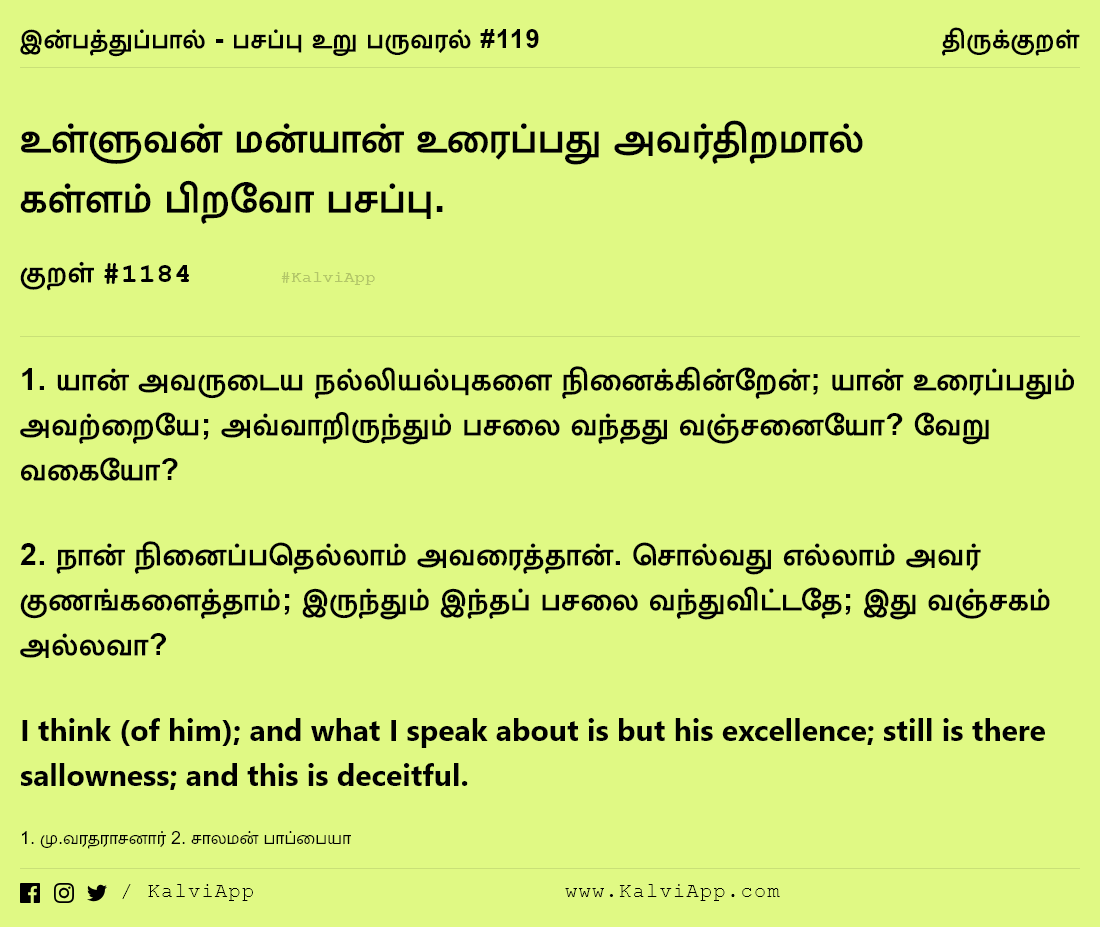 இன்பத்துப்பால் - பசப்பு உறு பருவரல் #119 திருக்குறள்
உள்ளுவன் மன்யான் உரைப்பது அவர்திறமால்
கள்ளம் பிறவோ பசப்பு.
குறள் #1184 #KalviApp
1. யான் அவருடைய நல்லியல்புகளை நினைக்கின்றேன்; யான் உரைப்பதும்
அவற்றையே; அவ்வாறிருந்தும் பசலை வந்தது வஞ்சனையோ? வேறு
வகையோ?
2. நான் நினைப்பதெல்லாம் அவரைத்தான். சொல்வது எல்லாம் அவர்
குணங்களைத்தாம்; இருந்தும் இந்தப் பசலை வந்துவிட்டதே; இது வஞ்சகம்
அல்லவா?
I think (of him); and what I speak about is but his excellence; still is there
sallowness; and this is deceitful.
1. மு.வரதராசனார் 2. சாலமன் பாப்பையா
/ KalviApp www.KalviApp.com